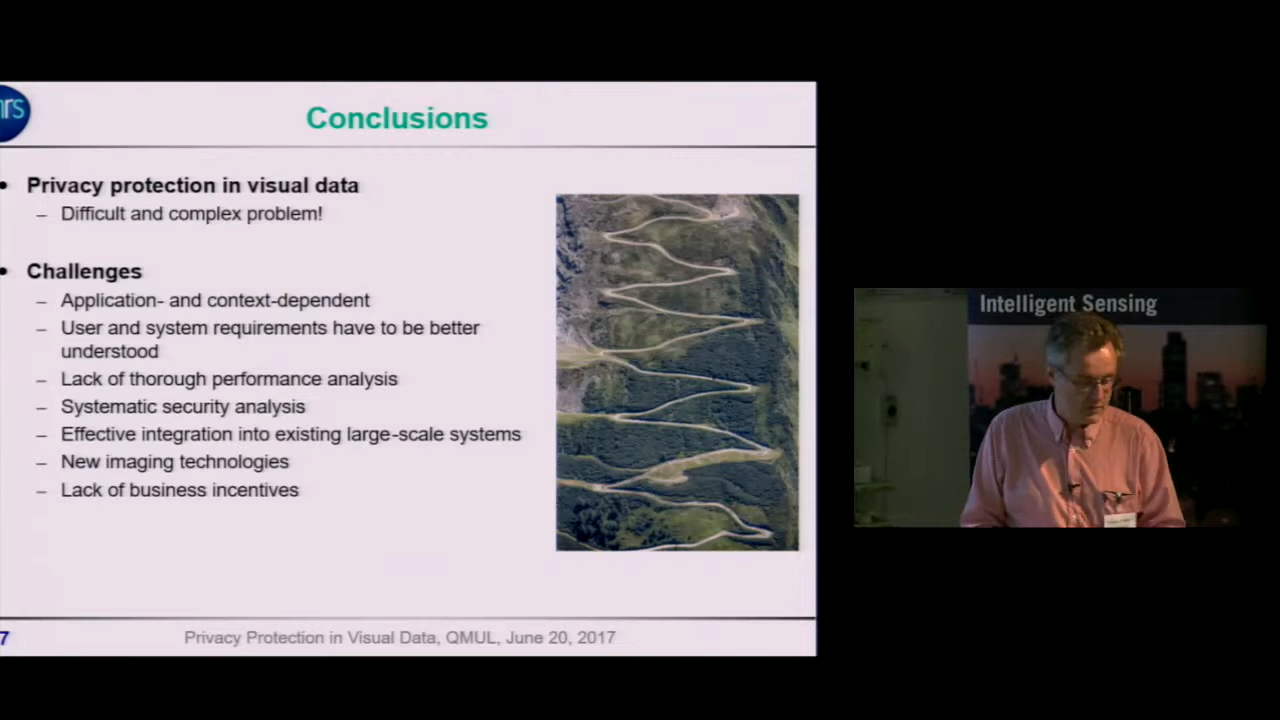 Conclusions
Privacy protection in visual data
– Difficult and complex problem!
Challenges
– Application- and context-dependent
– User and system requirements have to be better
understood
– Lack of thorough performance analysis
– Systematic security analysis
– Effective integration into existing large-scale systems
– New imaging technologies
– Lack of business incentives
7
Privacy Protection in Visual Data, QMUL, June 20, 2017
Intelligent Sensing